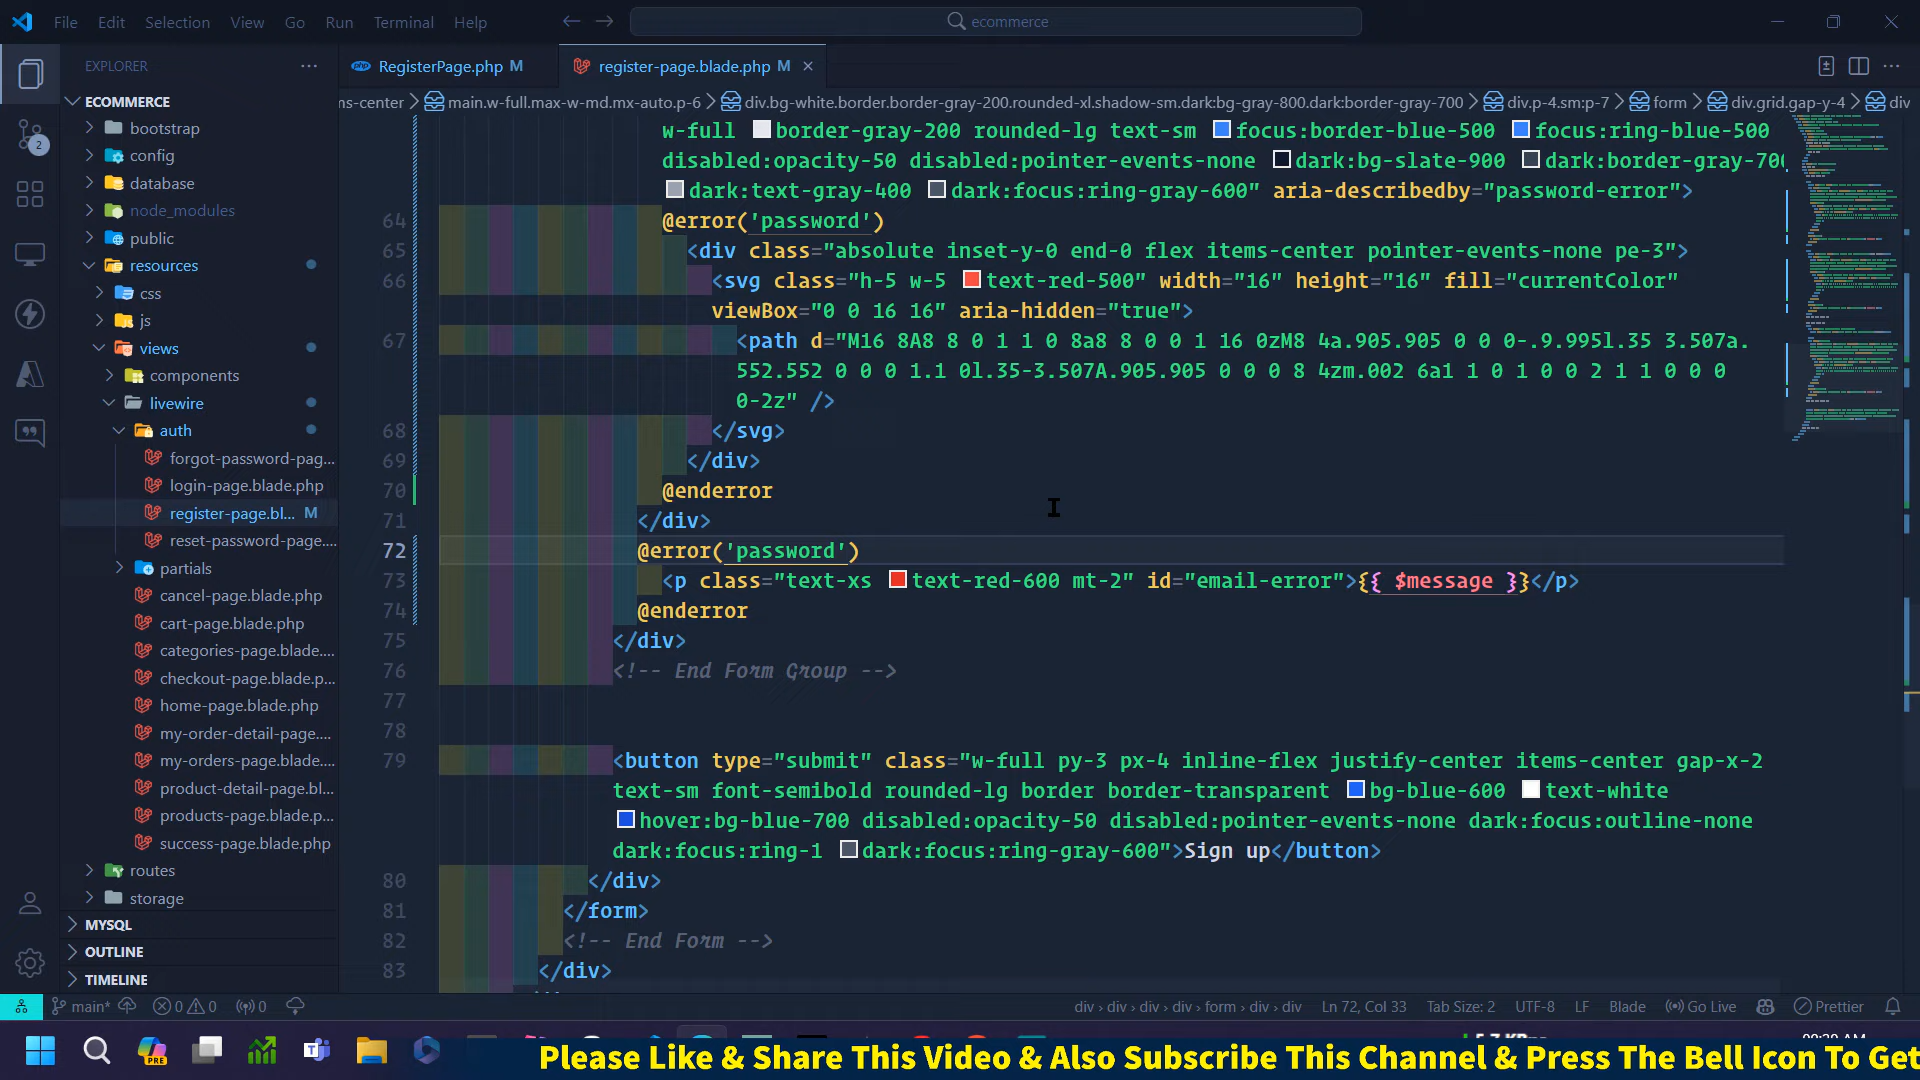 File Edit Selection View Go Run Terminal Help ecommerce
EXPLORER
RegisterPage.php M register-page.blade.php M
ms-center main.w-full.max-w-md.mx-auto.p-6 div.bg-white.border.border-gray-200.rounded-xl.shadow-sm.dark:bg-gray-800.dark:border-gray-700 div.p-4.sm:p-7 form div.grid.gap-y-4 div
ECOMMERCE
bootstrap
config
database
node_modules
public
resources
css
js
views
components
livewire
auth
forgot-password-pag...
login-page.blade.php
register-page.bl... M
reset-password-page....
partials
cancel-page.blade.php
cart-page.blade.php
categories-page.blade....
checkout-page.blade.p...
home-page.blade.php
my-order-detail-page....
my-orders-page.blade....
product-detail-page.bl...
products-page.blade.p...
success-page.blade.php
routes
storage
MYSQL
OUTLINE
TIMELINE
2
w-full border-gray-200 rounded-lg text-sm focus:border-blue-500 focus:ring-blue-500
disabled:opacity-50 disabled:pointer-events-none dark:bg-slate-900 dark:border-gray-700
dark:text-gray-400 dark:focus:ring-gray-600" aria-describedby="password-error">
64 @error('password')
65 <div class="absolute inset-y-0 end-0 flex items-center pointer-events-none pe-3">
66 <svg class="h-5 w-5 text-red-500" width="16" height="16" fill="currentColor"
viewBox="0 0 16 16" aria-hidden="true">
67 <path d="M16 8A8 8 0 1 1 0 8a8 8 0 0 1 16 0zM8 4a.905.905 0 0 0-.9.995l.35 3.507a.
552.552 0 0 0 1.1 0l.35-3.507A.905.905 0 0 0 8 4zm.002 6a1 1 0 1 0 0 2 1 1 0 0 0
0-2z" />
68 </svg>
69 </div>
70 @enderror
71 </div>
72 @error('password')
73 <p class="text-xs text-red-600 mt-2" id="email-error">{{ $message }}</p>
74 @enderror
75 </div>
76 <!-- End Form Group -->
77
78
79 <button type="submit" class="w-full py-3 px-4 inline-flex justify-center items-center gap-x-2
text-sm font-semibold rounded-lg border border-transparent bg-blue-600 text-white
hover:bg-blue-700 disabled:opacity-50 disabled:pointer-events-none dark:focus:outline-none
dark:focus:ring-1 dark:focus:ring-gray-600">Sign up</button>
80 </div>
81 </form>
82 <!-- End Form -->
83 </div>
main* 0 0 0 div › div › div › div › form › div › div Ln 72, Col 33 Tab Size: 2 UTF-8 LF Blade Go Live Prettier
PRE
Please Like & Share This Video & Also Subscribe This Channel & Press The Bell Icon To Get